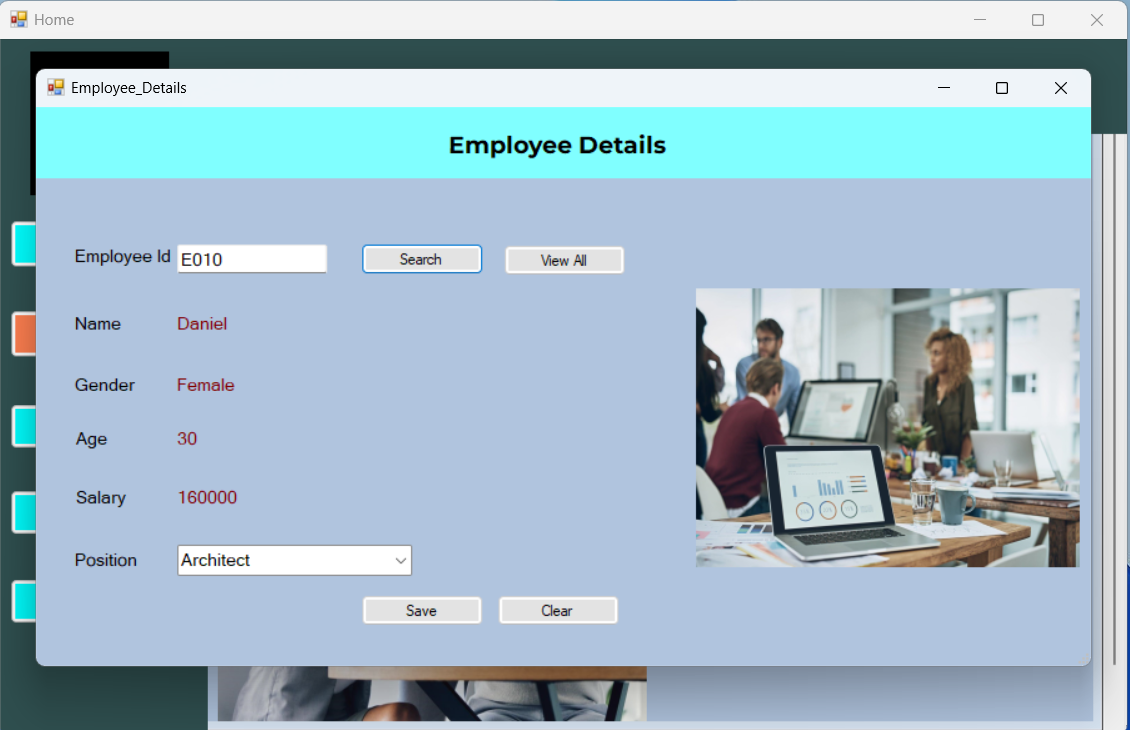 Home
Employee_Details
Employee Details
Employee Id E010 Search View All
Name Daniel
Gender Female
Age 30
Salary 160000
Position Architect
Save Clear